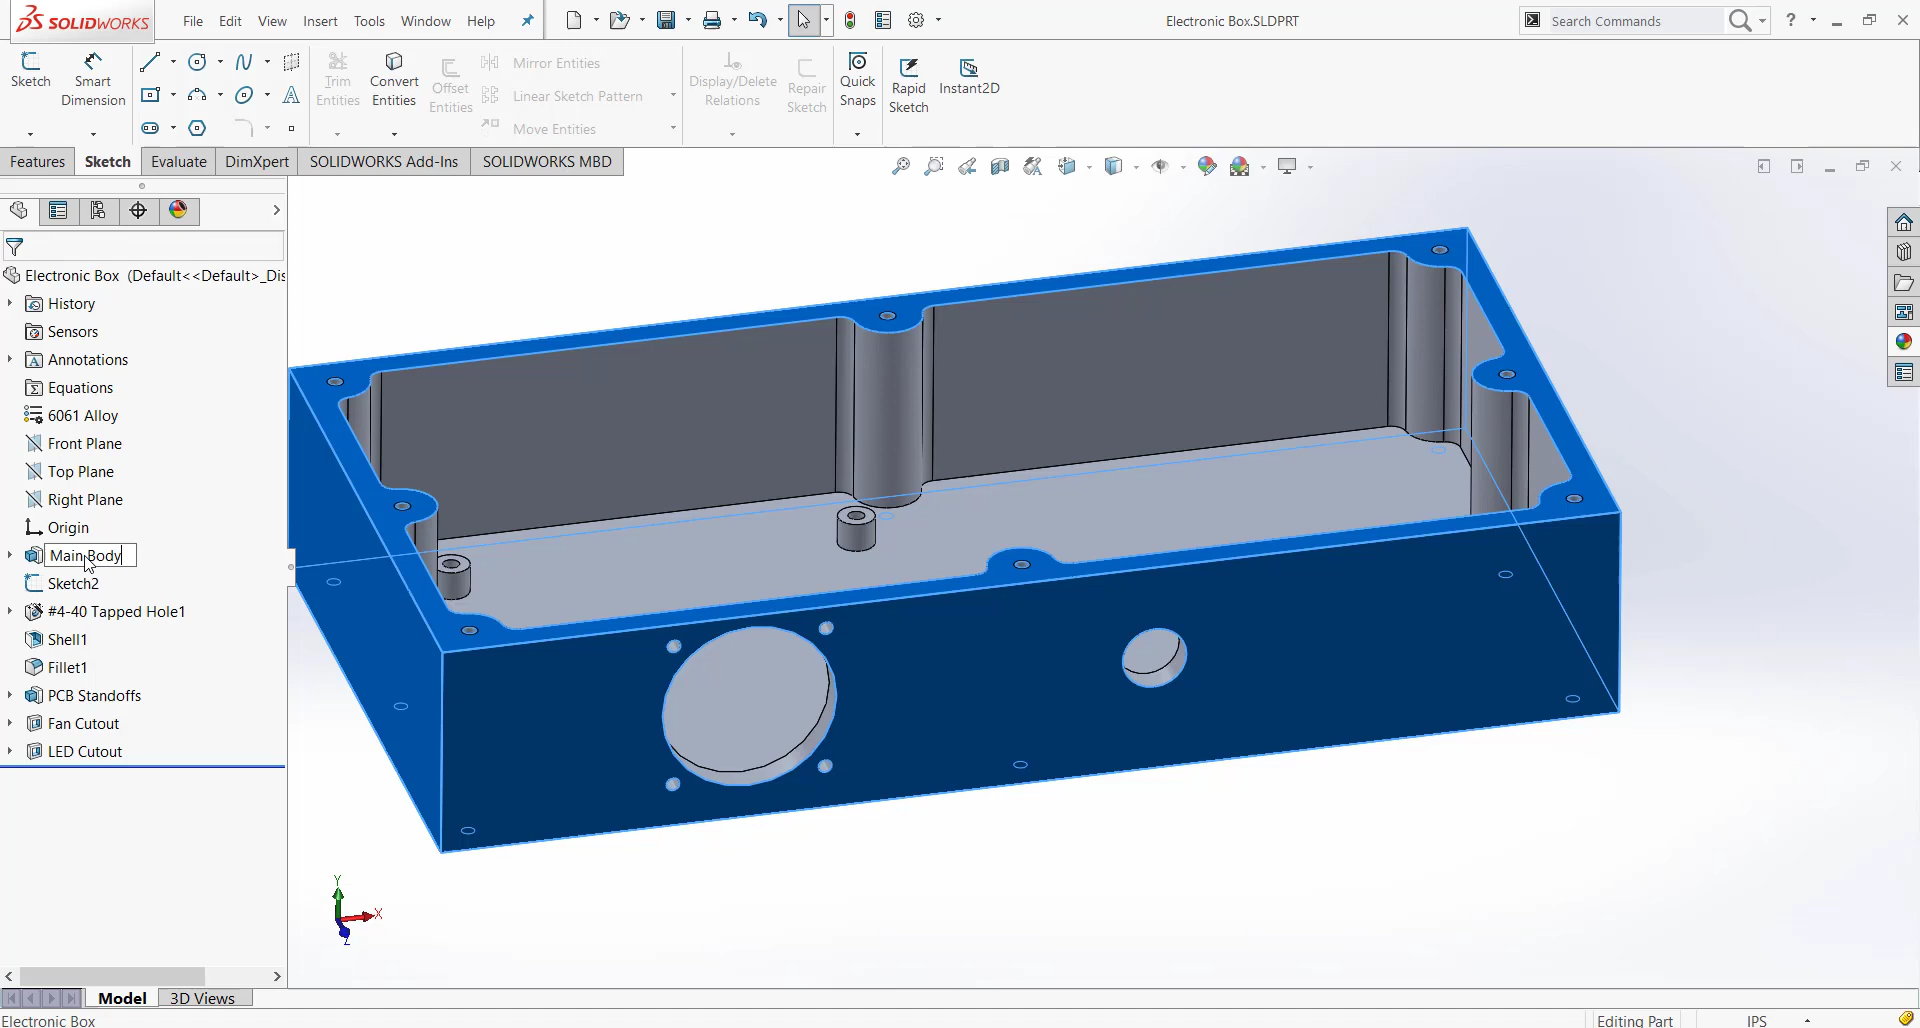 SOLIDWORKS
File Edit View Insert Tools Window Help
Electronic Box.SLDPRT
Search Commands
?
Sketch
Smart Dimension
Trim Entities
Convert Entities
Offset Entities
Mirror Entities
Linear Sketch Pattern
Move Entities
Display/Delete Relations
Repair Sketch
Quick Snaps
Rapid Sketch
Instant2D
Features Sketch Evaluate DimXpert SOLIDWORKS Add-Ins SOLIDWORKS MBD
Electronic Box (Default<<Default>_Dis
History
Sensors
Annotations
Equations
6061 Alloy
Front Plane
Top Plane
Right Plane
Origin
Main Body
Sketch2
#4-40 Tapped Hole1
Shell1
Fillet1
PCB Standoffs
Fan Cutout
LED Cutout
Y
X
Z
Model 3D Views
Electronic Box
Editing Part
IPS